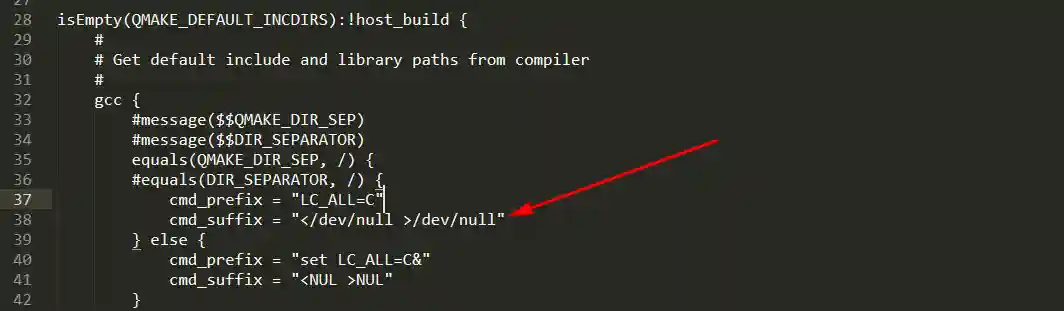 27
28 isEmpty(QMAKE_DEFAULT_INCDIRS):!host_build {
29     #
30     # Get default include and library paths from compiler
31     #
32     gcc {
33         #message($$QMAKE_DIR_SEP)
34         #message($$DIR_SEPARATOR)
35         equals(QMAKE_DIR_SEP, /) {
36         #equals(DIR_SEPARATOR, /) {
37             cmd_prefix = "LC_ALL=C"
38             cmd_suffix = "</dev/null >/dev/null"
39         } else {
40             cmd_prefix = "set LC_ALL=C&"
41             cmd_suffix = "<NUL >NUL"
42         }